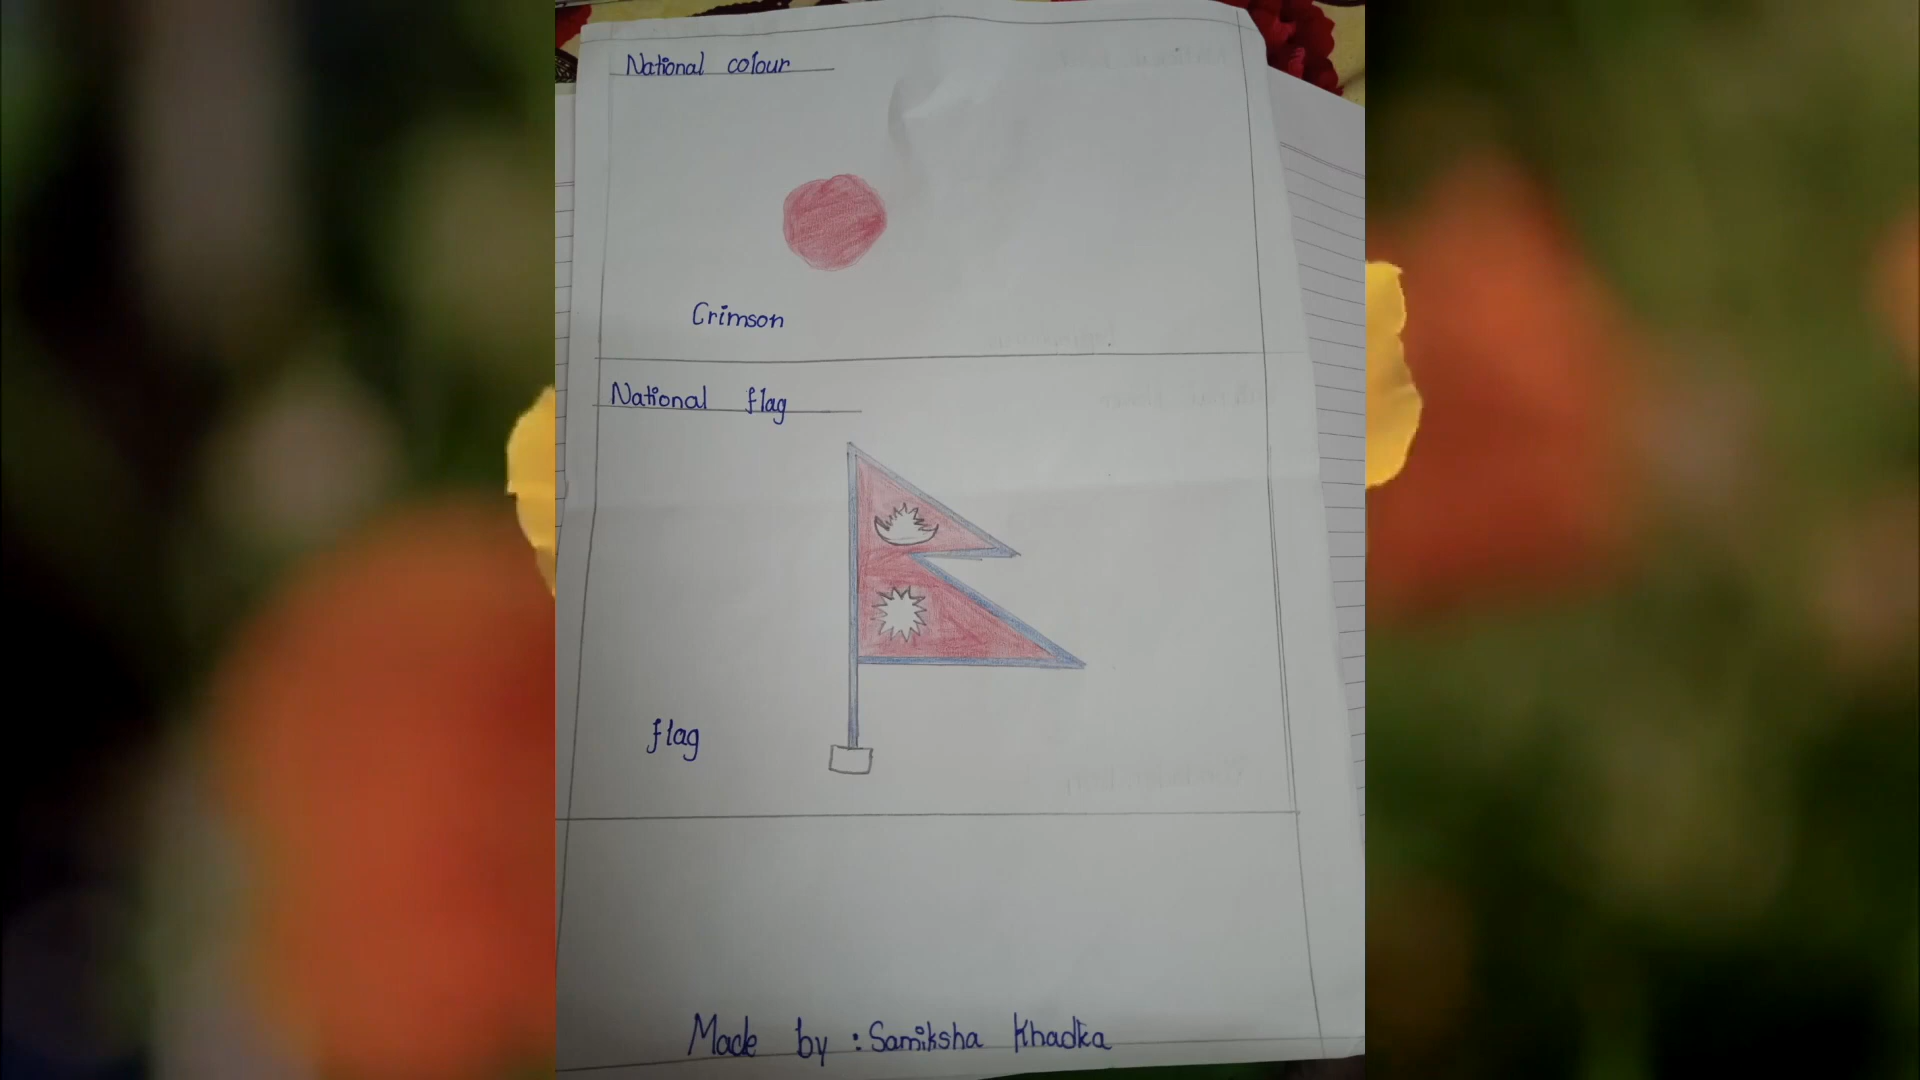 National colour
Crimson
National flag
flag
Made by : Samiksha Khadka